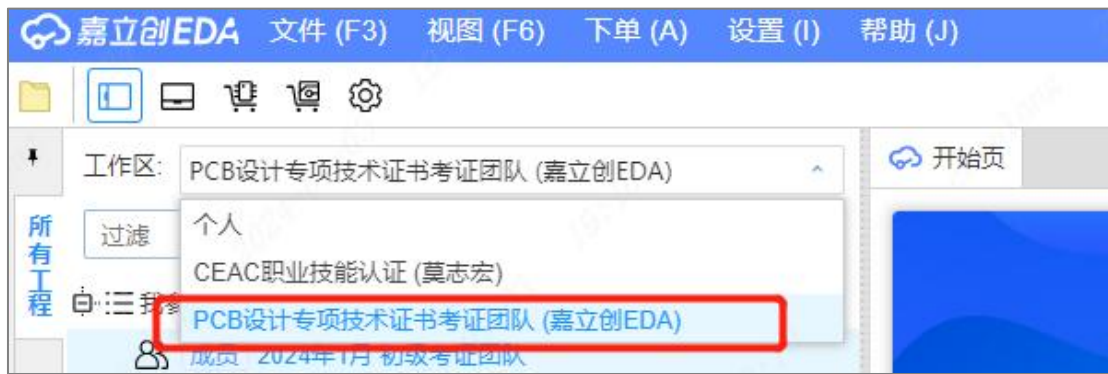 嘉立创EDA 文件 (F3) 视图 (F6) 下单 (A) 设置 (I) 帮助 (J)
工作区: PCB设计专项技术证书考证团队 (嘉立创EDA)
开始页
所有工程
过滤
个人
CEAC职业技能认证 (莫志宏)
我参
PCB设计专项技术证书考证团队 (嘉立创EDA)
成员 2024年1月 初级考证团队